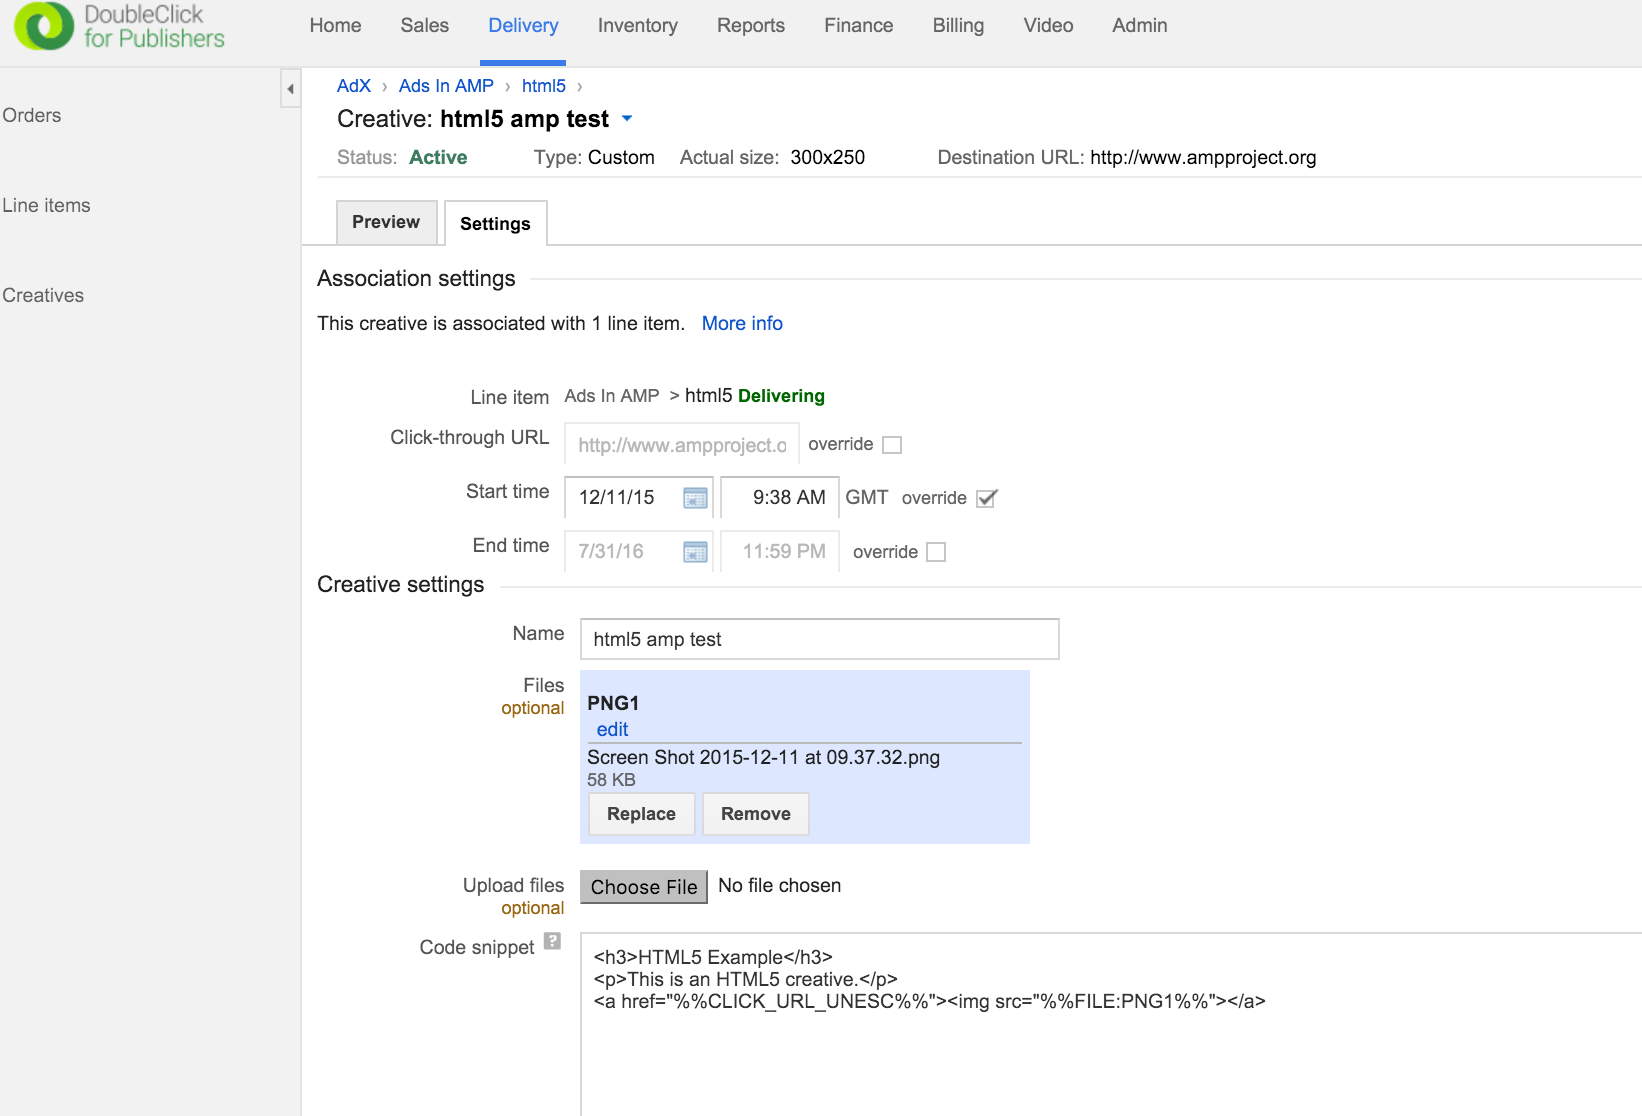 DoubleClick
for Publishers
Home Sales Delivery Inventory Reports Finance Billing Video Admin
Orders
Line items
Creatives
AdX › Ads In AMP › html5 ›
Creative: html5 amp test
Status: Active Type: Custom Actual size: 300x250 Destination URL: http://www.ampproject.org
Preview Settings
Association settings
This creative is associated with 1 line item. More info
Line item Ads In AMP > html5 Delivering
Click-through URL http://www.ampproject.o override
Start time 12/11/15 9:38 AM GMT override
End time 7/31/16 11:59 PM override
Creative settings
Name html5 amp test
Files
optional
PNG1
edit
Screen Shot 2015-12-11 at 09.37.32.png
58 KB
Replace Remove
Upload files Choose File No file chosen
optional
Code snippet ?
<h3>HTML5 Example</h3>
<p>This is an HTML5 creative.</p>
<a href="%%CLICK_URL_UNESC%%"><img src="%%FILE:PNG1%%"></a>